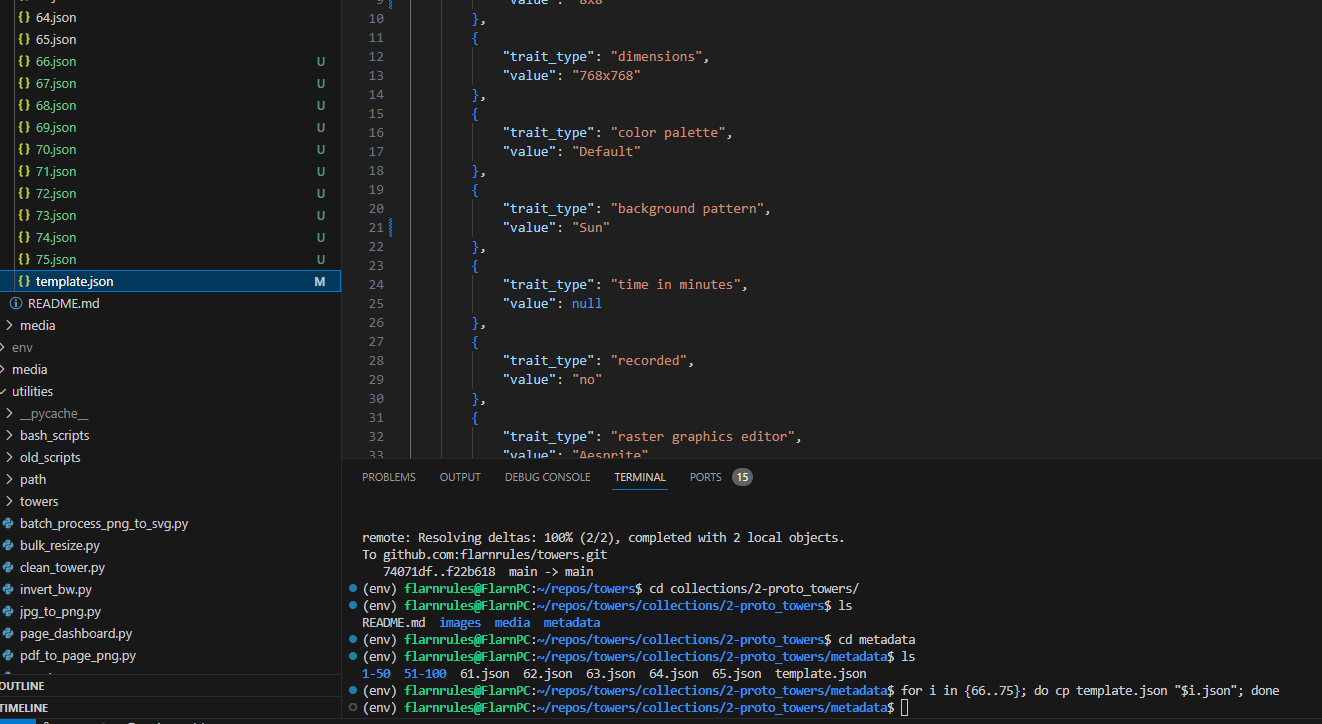 64.json
65.json
66.json U
67.json U
68.json U
69.json U
70.json U
71.json U
72.json U
73.json U
74.json U
75.json U
template.json M
README.md
media
env
media
utilities
__pycache__
bash_scripts
old_scripts
path
towers
batch_process_png_to_svg.py
bulk_resize.py
clean_tower.py
invert_bw.py
jpg_to_png.py
page_dashboard.py
pdf_to_page_png.py
OUTLINE
TIMELINE
9 "value": "8x8"
10 },
11 {
12 "trait_type": "dimensions",
13 "value": "768x768"
14 },
15 {
16 "trait_type": "color palette",
17 "value": "Default"
18 },
19 {
20 "trait_type": "background pattern",
21 "value": "Sun"
22 },
23 {
24 "trait_type": "time in minutes",
25 "value": null
26 },
27 {
28 "trait_type": "recorded",
29 "value": "no"
30 },
31 {
32 "trait_type": "raster graphics editor",
33 "value": "Aesprite"
PROBLEMS OUTPUT DEBUG CONSOLE TERMINAL PORTS 15
remote: Resolving deltas: 100% (2/2), completed with 2 local objects.
To github.com:flarnrules/towers.git
74071df..f22b618 main -> main
(env) flarnrules@FlarnPC:~/repos/towers$ cd collections/2-proto_towers/
(env) flarnrules@FlarnPC:~/repos/towers/collections/2-proto_towers$ ls
README.md images media metadata
(env) flarnrules@FlarnPC:~/repos/towers/collections/2-proto_towers$ cd metadata
(env) flarnrules@FlarnPC:~/repos/towers/collections/2-proto_towers/metadata$ ls
1-50 51-100 61.json 62.json 63.json 64.json 65.json template.json
(env) flarnrules@FlarnPC:~/repos/towers/collections/2-proto_towers/metadata$ for i in {66..75}; do cp template.json "$i.json"; done
(env) flarnrules@FlarnPC:~/repos/towers/collections/2-proto_towers/metadata$